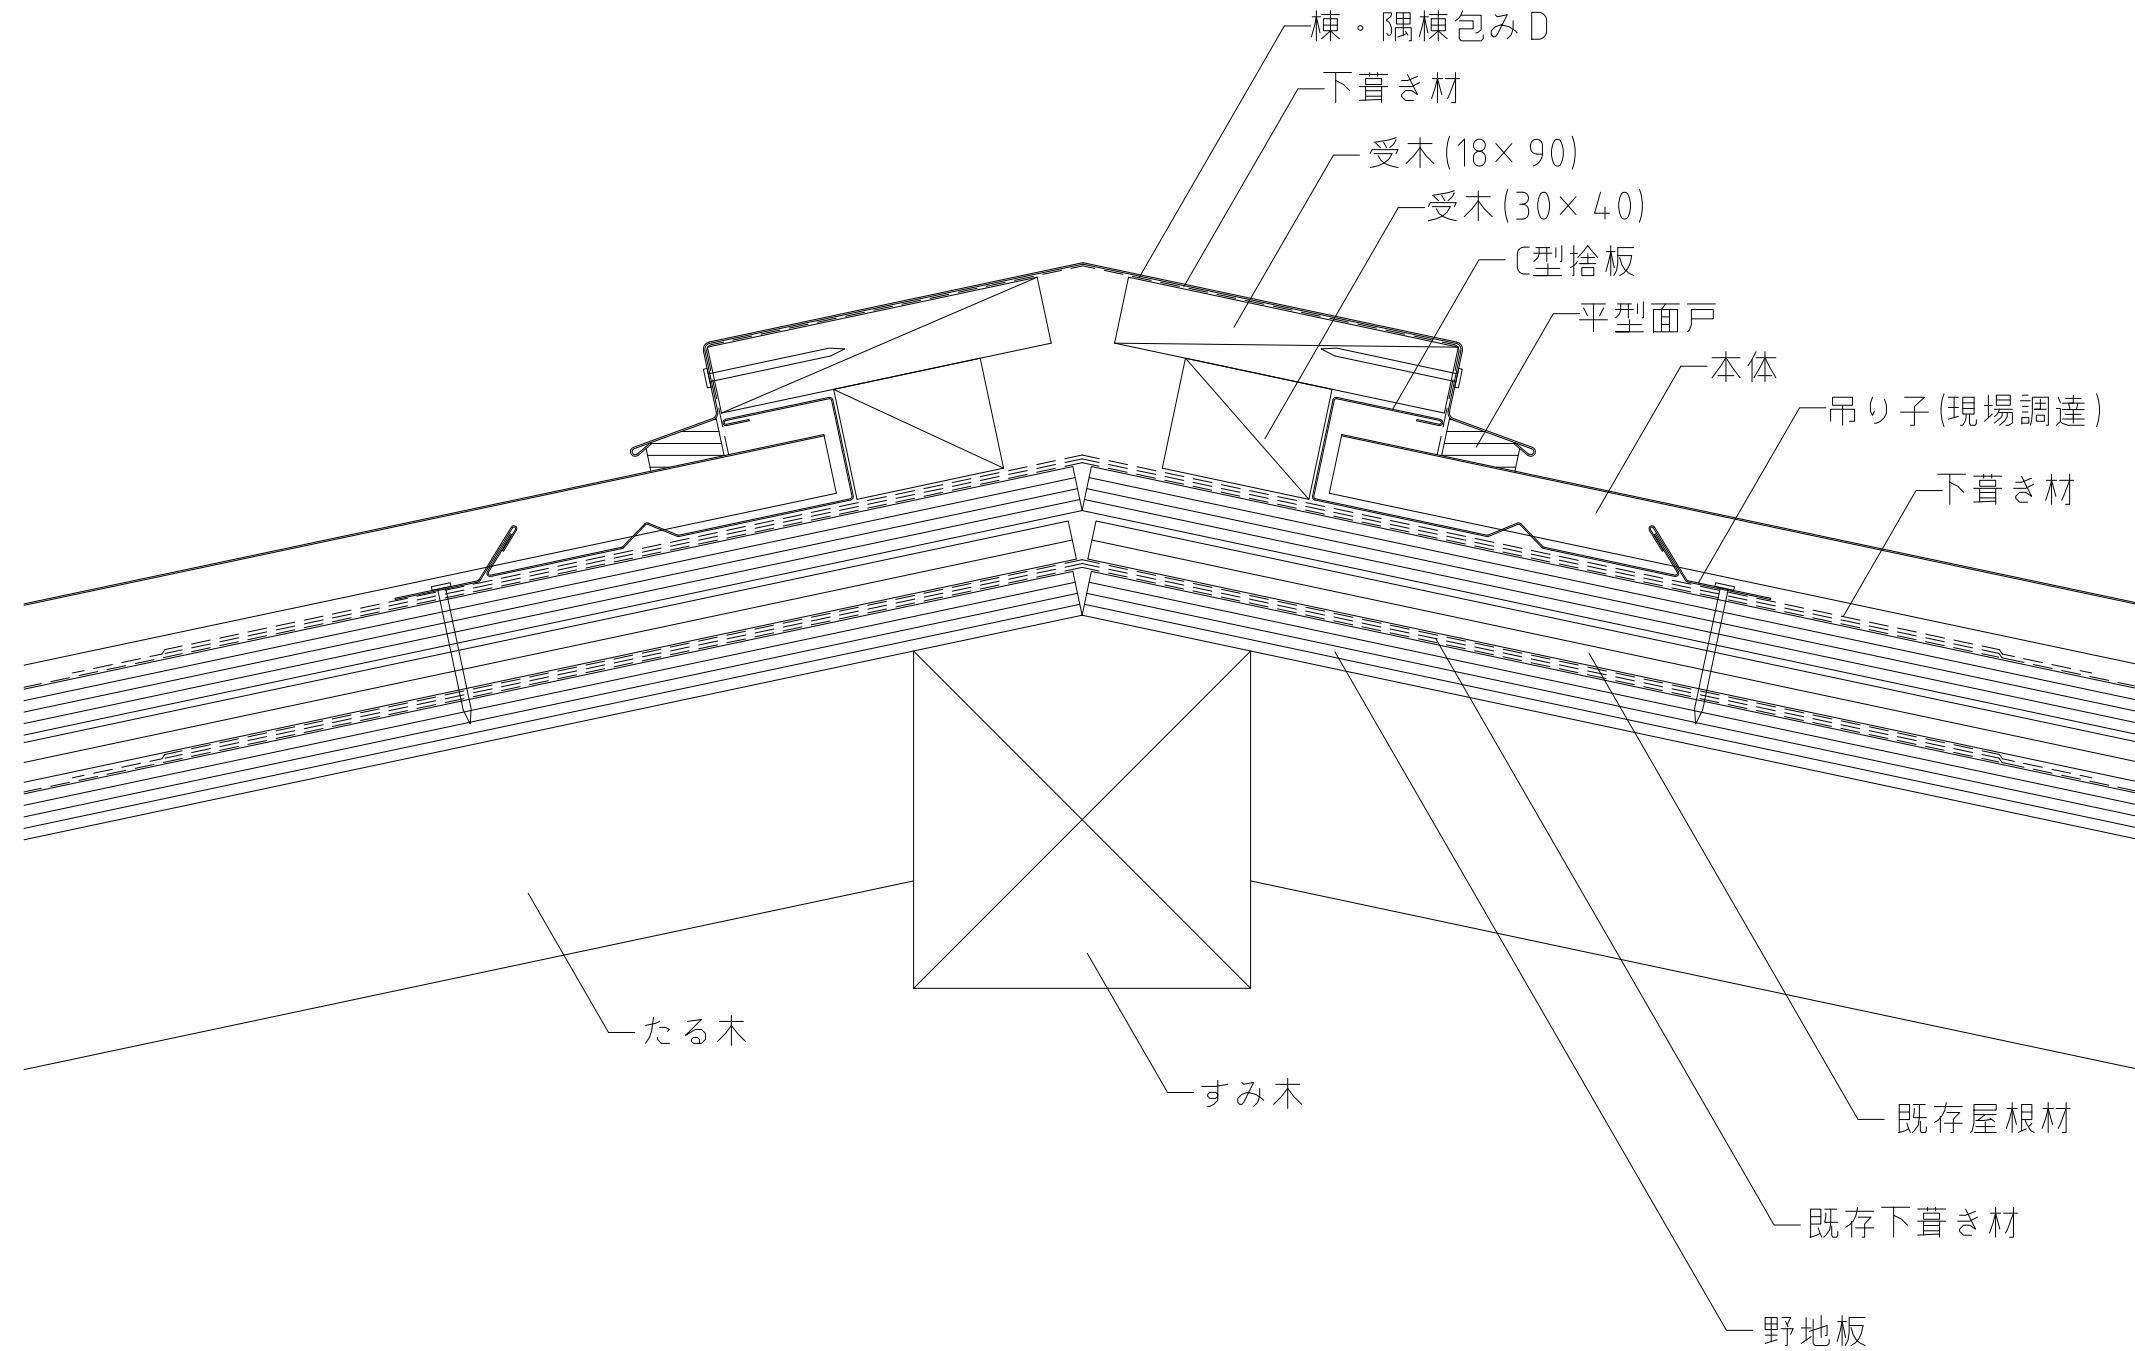 棟・隅棟包みD
下葺き材
受木(18×90)
受木(30×40)
C型捨板
平型面戸
本体
吊り子(現場調達)
下葺き材
たる木
すみ木
既存屋根材
既存下葺き材
野地板